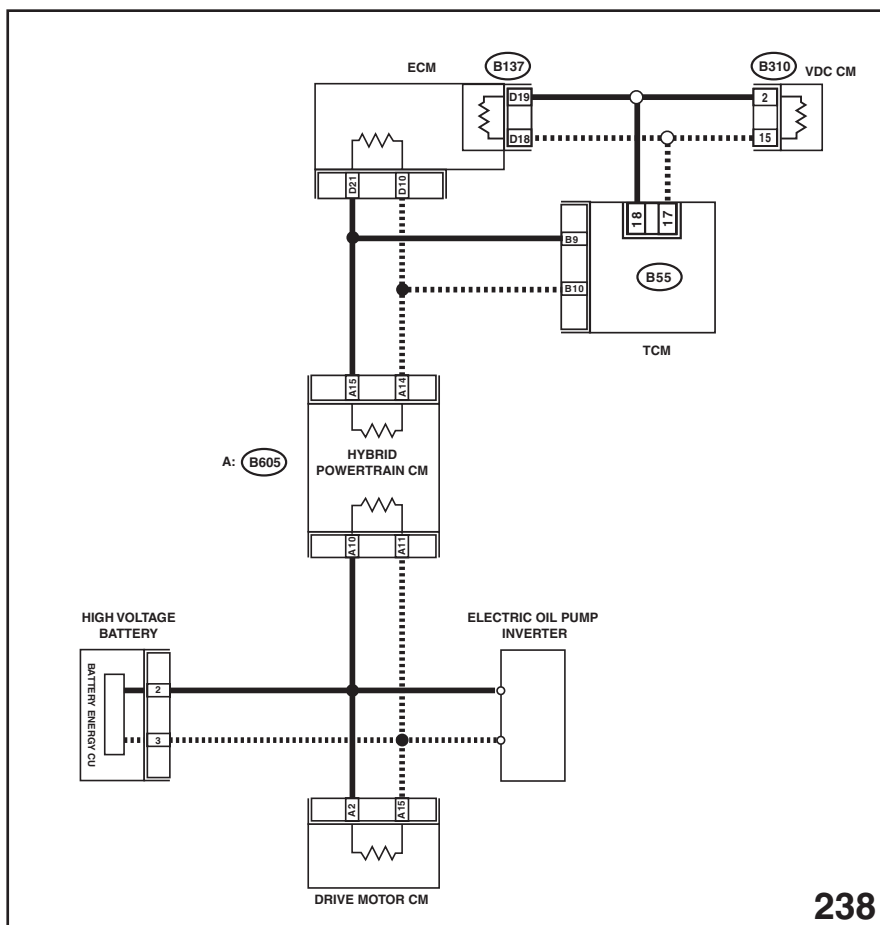 ECM
B137
B310
VDC CM
D19
2
D18
15
D21
D10
18
17
B9
B55
B10
TCM
A15
A14
A: B605
HYBRID
POWERTRAIN CM
A10
A11
HIGH VOLTAGE
BATTERY
ELECTRIC OIL PUMP
INVERTER
BATTERY ENERGY CU
2
3
A2
A15
DRIVE MOTOR CM
238